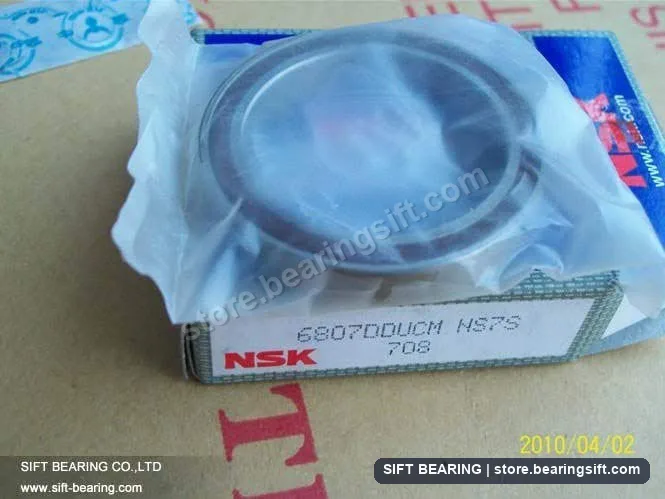 NSK
www.nsk.com
store.bearingsift.com
6807DDUCM NS7S
NSK
708
2010/04/02
SIFT BEARING CO.,LTD
www.sift-bearing.com
SIFT BEARING | store.bearingsift.com